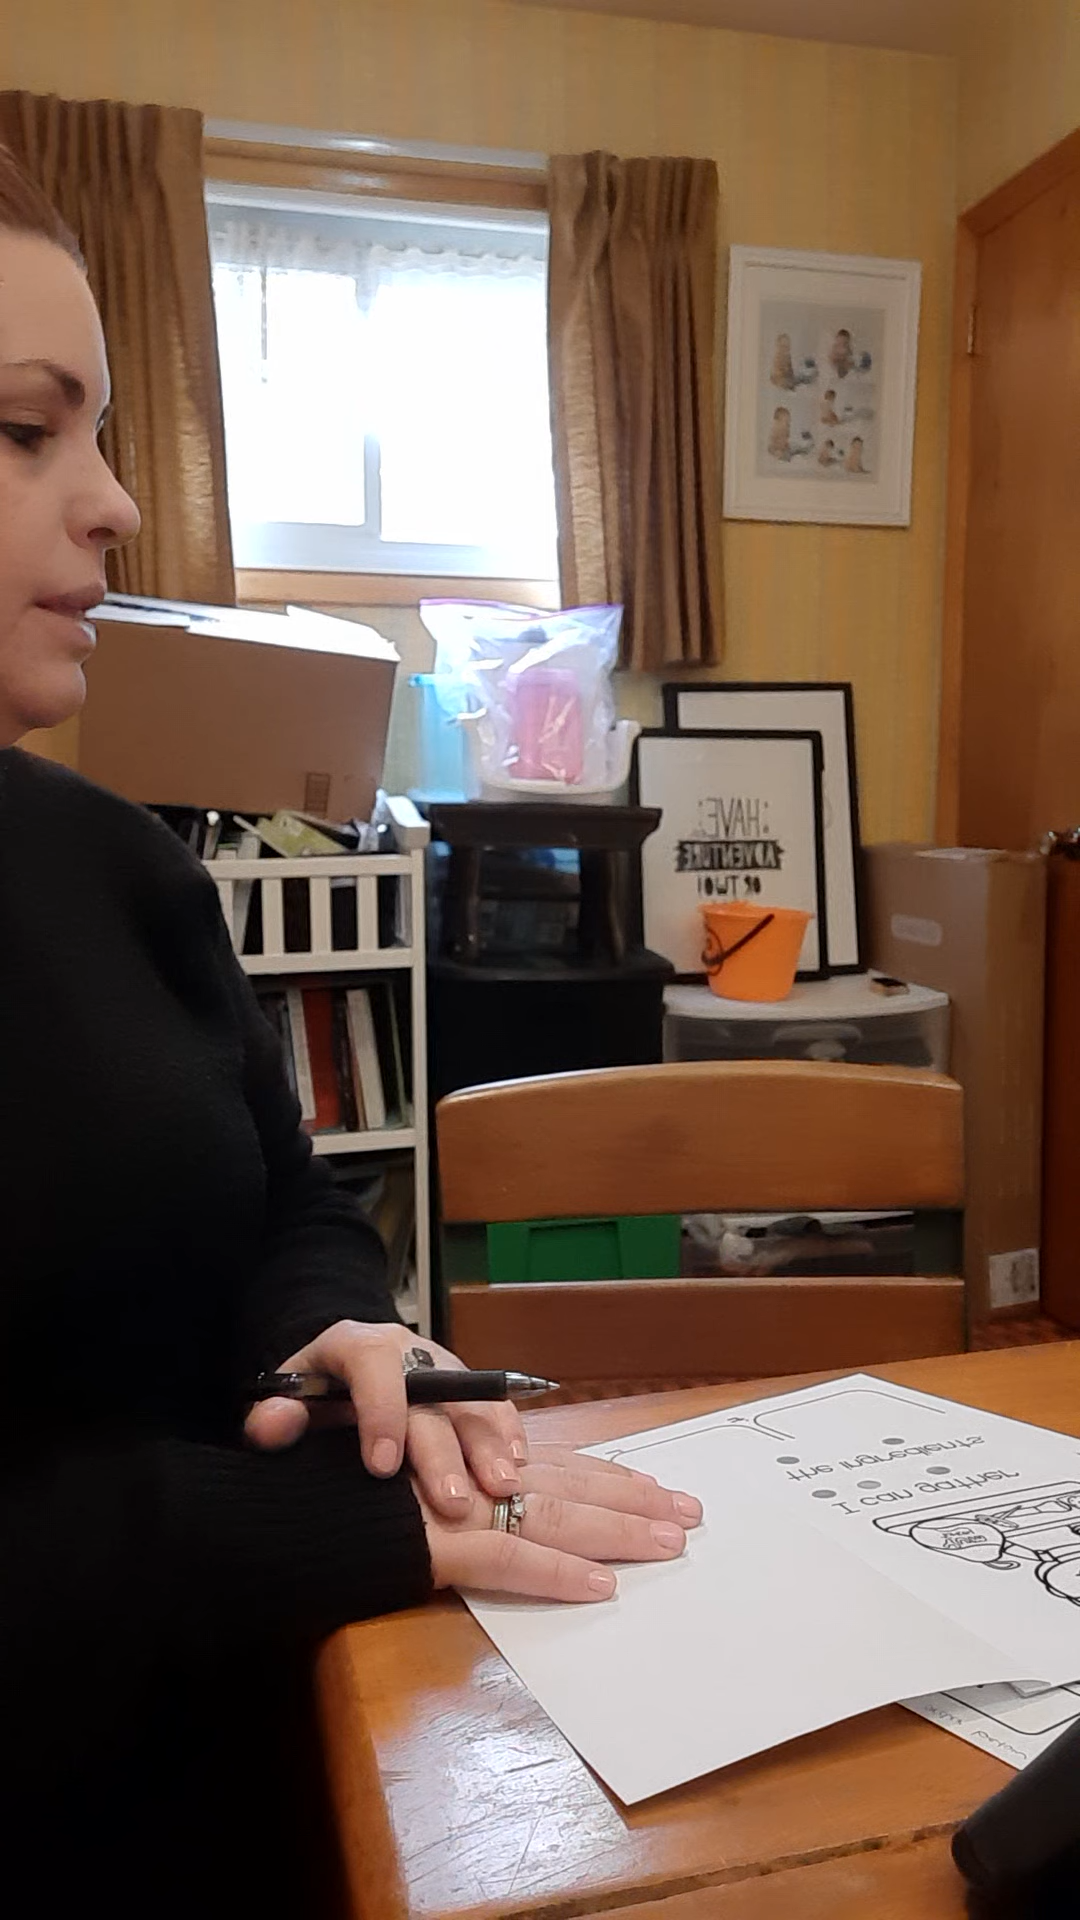 I HAVE
ADVENTURE
OR TWO!
the ingredients
I can gather